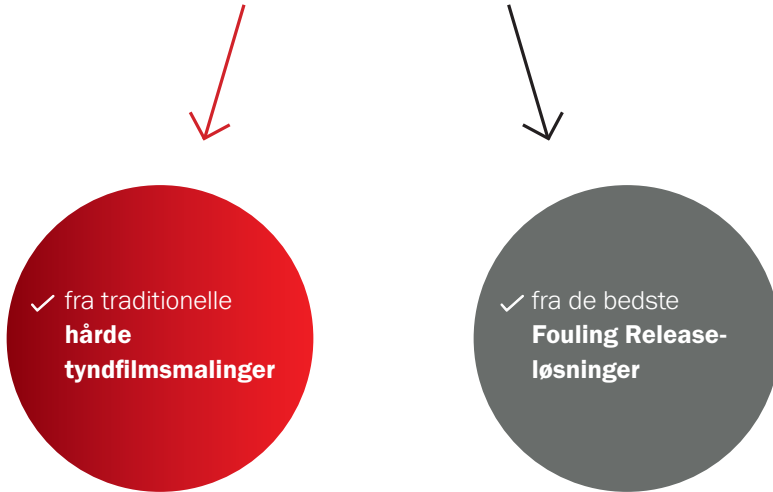 fra traditionelle
hårde
tyndfilmsmalinger
fra de bedste
Fouling Release-
løsninger